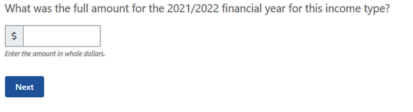 What was the full amount for the 2021/2022 financial year for this income type?
$
Enter the amount in whole dollars.
Next